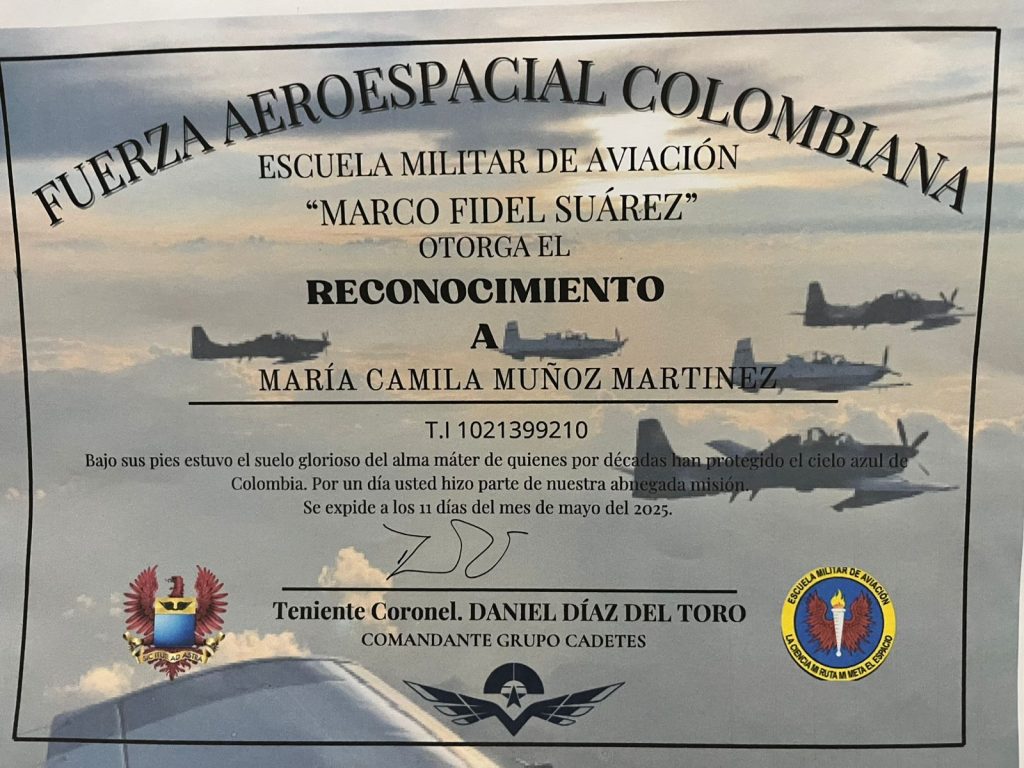 FUERZA AEROESPACIAL COLOMBIANA
ESCUELA MILITAR DE AVIACIÓN
“MARCO FIDEL SUÁREZ”
OTORGA EL
RECONOCIMIENTO
A
MARÍA CAMILA MUÑOZ MARTINEZ
T.I 1021399210
Bajo sus pies estuvo el suelo glorioso del alma máter de quienes por décadas han protegido el cielo azul de
Colombia. Por un día usted hizo parte de nuestra abnegada misión.
Se expide a los 11 días del mes de mayo del 2025.
Teniente Coronel. DANIEL DÍAZ DEL TORO
COMANDANTE GRUPO CADETES
SIC ITUR AD ASTRA
ESCUELA MILITAR DE AVIACIÓN
LA CIENCIA MI RUTA MI META EL ESPACIO